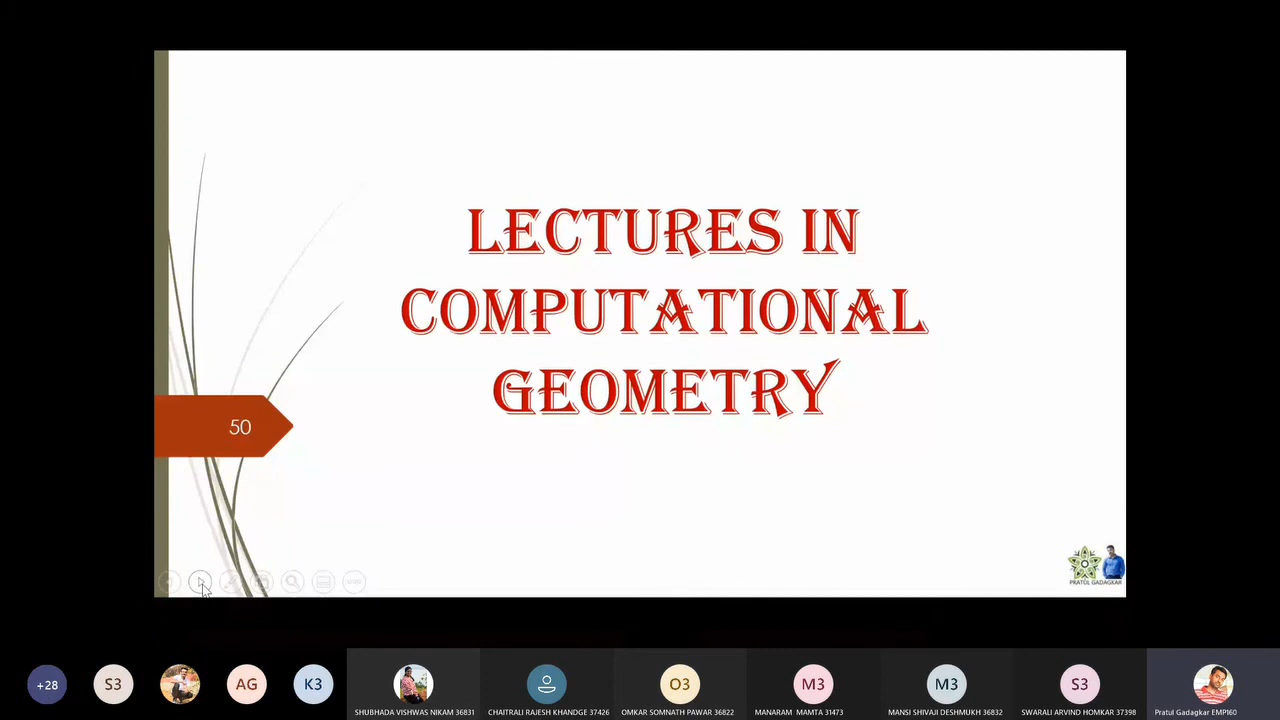 LECTURES IN
COMPUTATIONAL
GEOMETRY
50
PRATUL GADAGKAR
+28
S3
AG
K3
O3
M3
M3
S3
SHUBHADA VISHWAS NIKAM 36831
CHAITRALI RAJESH KHANDGE 37426
OMKAR SOMNATH PAWAR 36822
MANARAM MAMTA 31473
MANSI SHIVAJI DESHMUKH 36832
SWARALI ARVIND HOMKAR 37398
Pratul Gadagkar EMP160